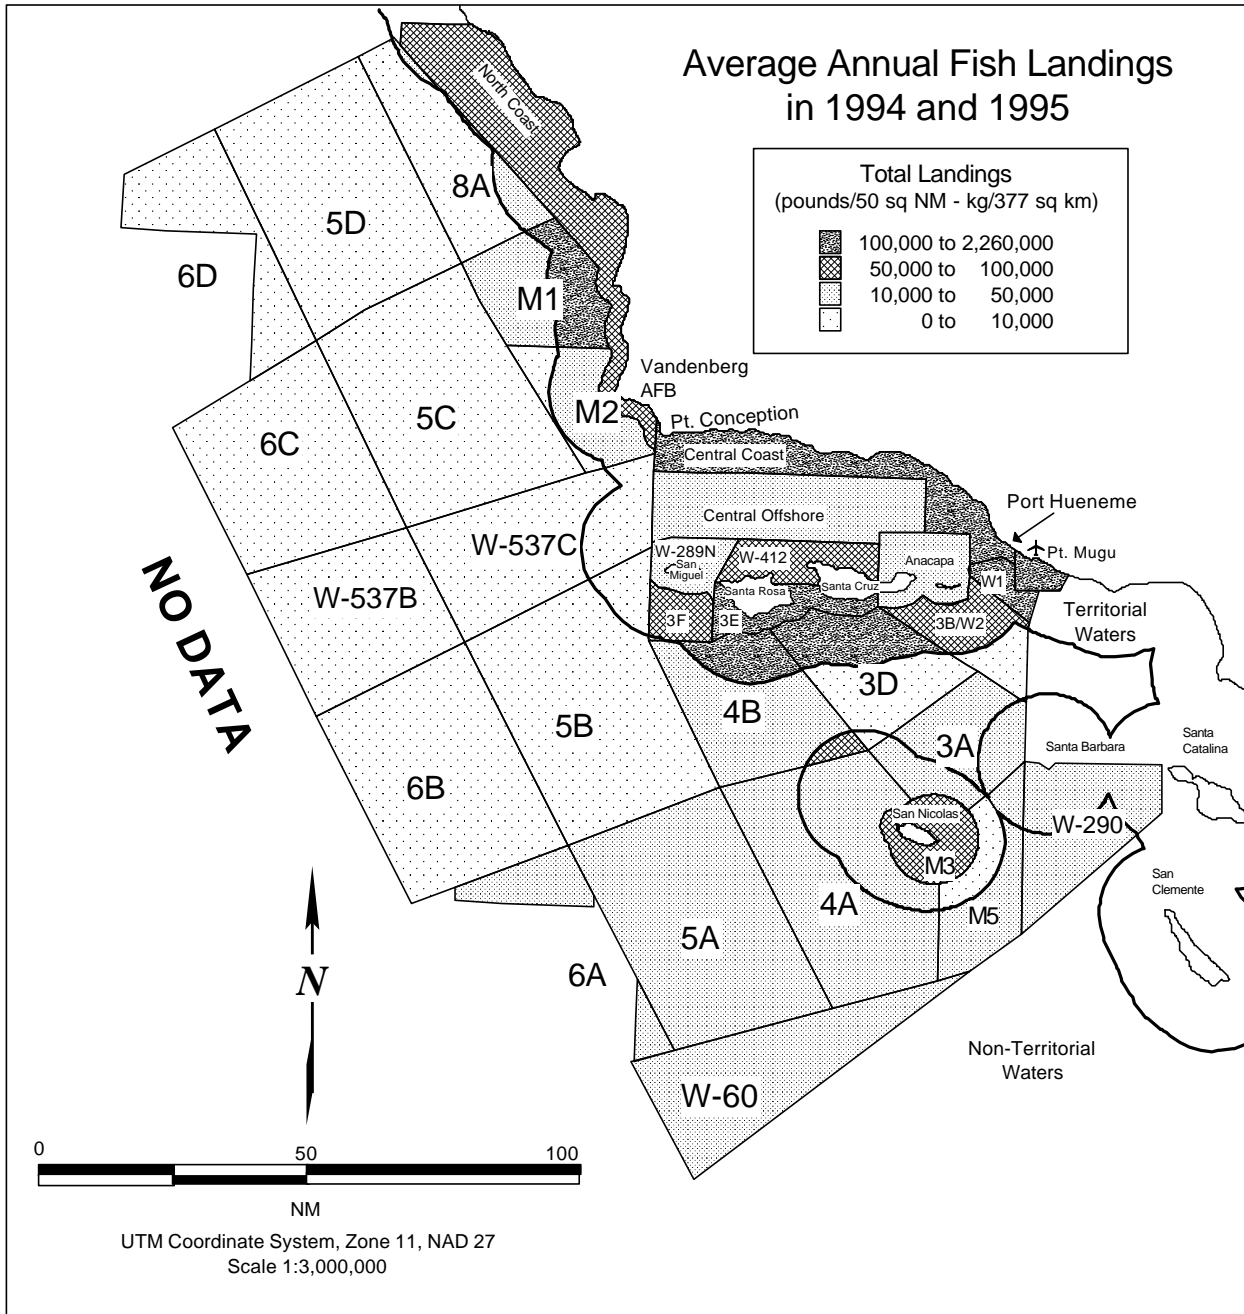 Average Annual Fish Landings
in 1994 and 1995
Total Landings
(pounds/50 sq NM - kg/377 sq km)
100,000 to 2,260,000
50,000 to 100,000
10,000 to 50,000
0 to 10,000
North Coast
8A
5D
6D
M1
Vandenberg
AFB
M2
Pt. Conception
5C
6C
Central Coast
Port Hueneme
Central Offshore
W-537C
W-289N
W-412
Anacapa
Pt. Mugu
San
Miguel
W1
Santa Rosa
Santa Cruz
W-537B
3F
3E
3B/W2
Territorial
Waters
NO DATA
3D
4B
5B
3A
Santa Barbara
Santa
Catalina
6B
San Nicolas
W-290
M3
San
Clemente
4A
M5
5A
6A
N
Non-Territorial
Waters
W-60
0 50 100
NM
UTM Coordinate System, Zone 11, NAD 27
Scale 1:3,000,000